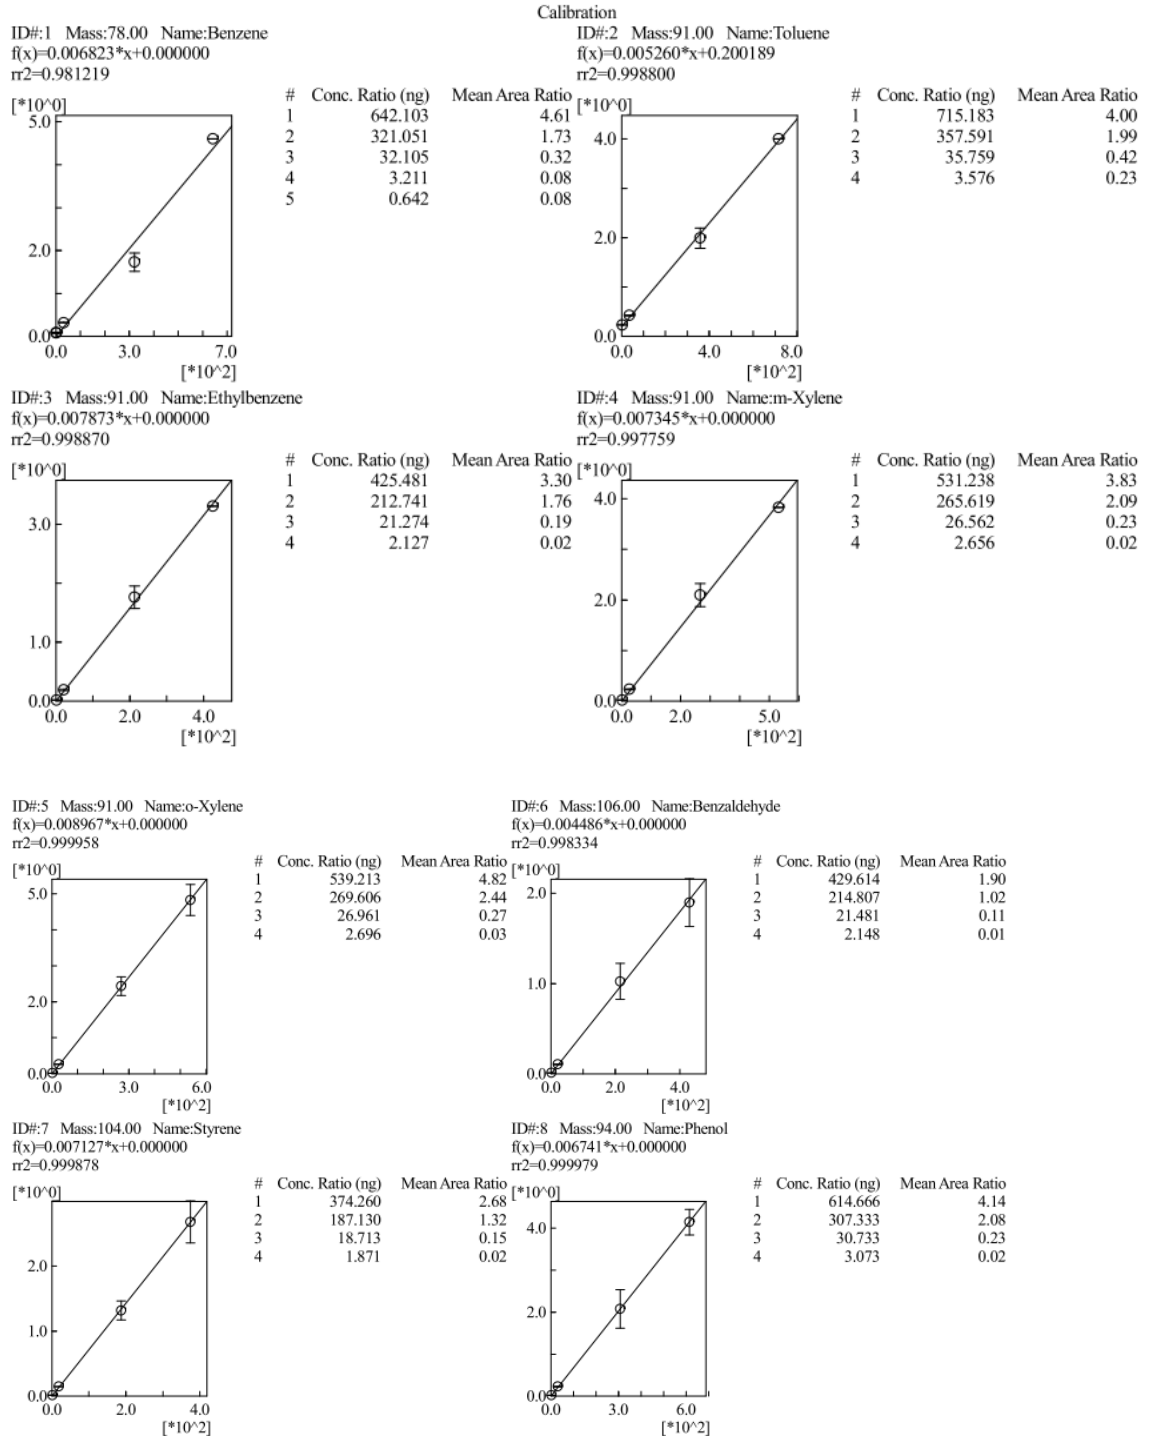 Calibration
ID#:1 Mass:78.00 Name:Benzene
f(x)=0.006823*x+0.000000
rr2=0.981219
# Conc. Ratio (ng) Mean Area Ratio
1 642.103 4.61
2 321.051 1.73
3 32.105 0.32
4 3.211 0.08
5 0.642 0.08
[*10^0]
5.0
2.0
0.0
0.0 3.0 7.0
[*10^2]
ID#:2 Mass:91.00 Name:Toluene
f(x)=0.005260*x+0.200189
rr2=0.998800
# Conc. Ratio (ng) Mean Area Ratio
1 715.183 4.00
2 357.591 1.99
3 35.759 0.42
4 3.576 0.23
[*10^0]
4.0
2.0
0.0
0.0 4.0 8.0
[*10^2]
ID#:3 Mass:91.00 Name:Ethylbenzene
f(x)=0.007873*x+0.000000
rr2=0.998870
# Conc. Ratio (ng) Mean Area Ratio
1 425.481 3.30
2 212.741 1.76
3 21.274 0.19
4 2.127 0.02
[*10^0]
3.0
1.0
0.0
0.0 2.0 4.0
[*10^2]
ID#:4 Mass:91.00 Name:m-Xylene
f(x)=0.007345*x+0.000000
rr2=0.997759
# Conc. Ratio (ng) Mean Area Ratio
1 531.238 3.83
2 265.619 2.09
3 26.562 0.23
4 2.656 0.02
[*10^0]
4.0
2.0
0.0
0.0 2.0 5.0
[*10^2]
ID#:5 Mass:91.00 Name:o-Xylene
f(x)=0.008967*x+0.000000
rr2=0.999958
# Conc. Ratio (ng) Mean Area Ratio
1 539.213 4.82
2 269.606 2.44
3 26.961 0.27
4 2.696 0.03
[*10^0]
5.0
2.0
0.0
0.0 3.0 6.0
[*10^2]
ID#:6 Mass:106.00 Name:Benzaldehyde
f(x)=0.004486*x+0.000000
rr2=0.998334
# Conc. Ratio (ng) Mean Area Ratio
1 429.614 1.90
2 214.807 1.02
3 21.481 0.11
4 2.148 0.01
[*10^0]
2.0
1.0
0.0
0.0 2.0 4.0
[*10^2]
ID#:7 Mass:104.00 Name:Styrene
f(x)=0.007127*x+0.000000
rr2=0.999878
# Conc. Ratio (ng) Mean Area Ratio
1 374.260 2.68
2 187.130 1.32
3 18.713 0.15
4 1.871 0.02
[*10^0]
2.0
1.0
0.0
0.0 2.0 4.0
[*10^2]
ID#:8 Mass:94.00 Name:Phenol
f(x)=0.006741*x+0.000000
rr2=0.999979
# Conc. Ratio (ng) Mean Area Ratio
1 614.666 4.14
2 307.333 2.08
3 30.733 0.23
4 3.073 0.02
[*10^0]
4.0
2.0
0.0
0.0 3.0 6.0
[*10^2]